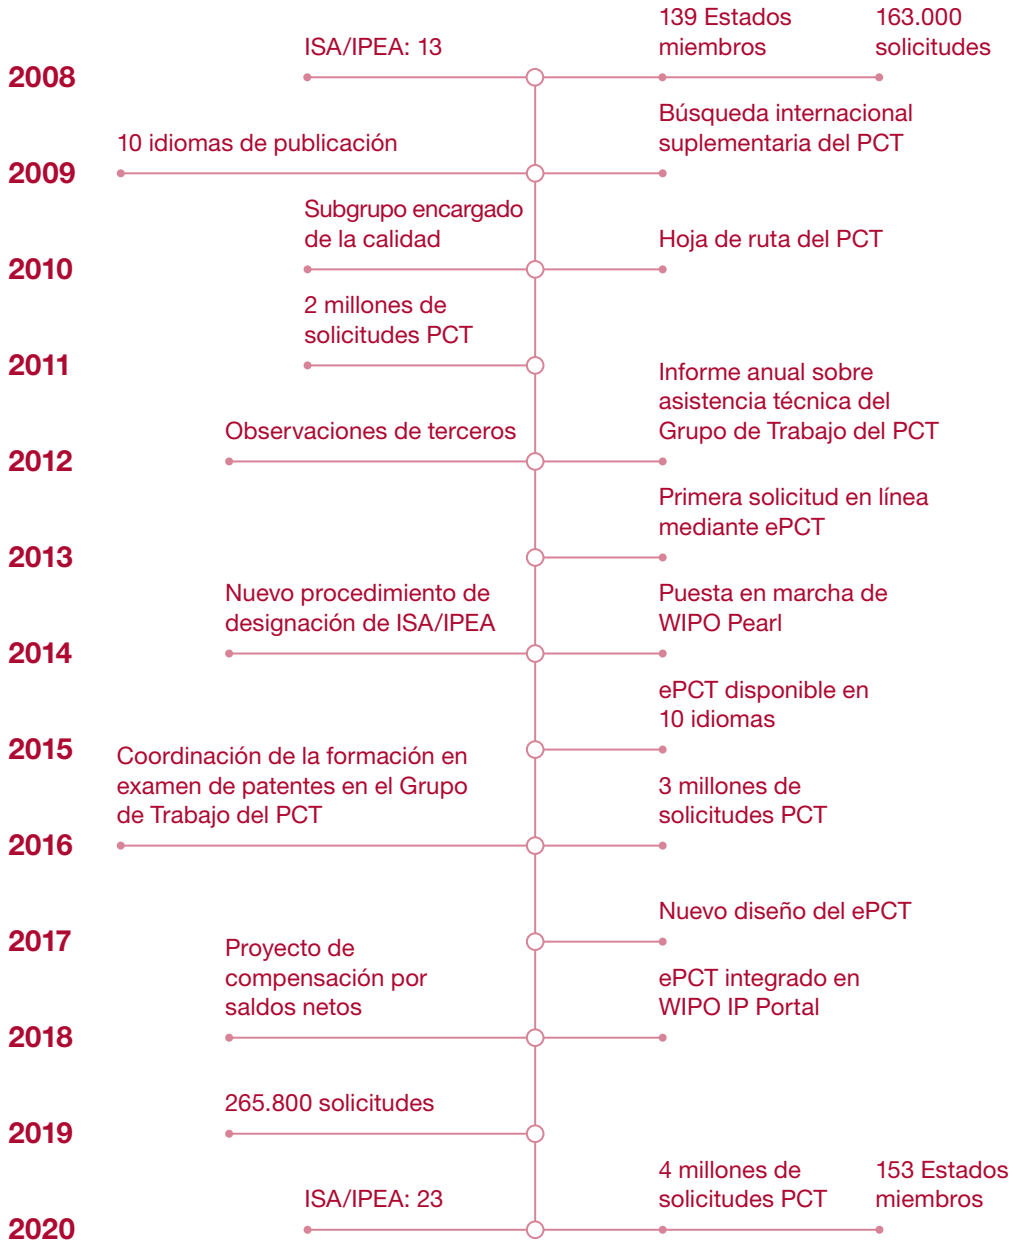 139 Estados
miembros
163.000
solicitudes
ISA/IPEA: 13
2008
Búsqueda internacional
suplementaria del PCT
10 idiomas de publicación
2009
Subgrupo encargado
de la calidad
Hoja de ruta del PCT
2010
2 millones de
solicitudes PCT
2011
Informe anual sobre
asistencia técnica del
Grupo de Trabajo del PCT
Observaciones de terceros
2012
Primera solicitud en línea
mediante ePCT
2013
Nuevo procedimiento de
designación de ISA/IPEA
Puesta en marcha de
WIPO Pearl
2014
ePCT disponible en
10 idiomas
2015
Coordinación de la formación en
examen de patentes en el Grupo
de Trabajo del PCT
3 millones de
solicitudes PCT
2016
Nuevo diseño del ePCT
2017
Proyecto de
compensación por
saldos netos
ePCT integrado en
WIPO IP Portal
2018
265.800 solicitudes
2019
ISA/IPEA: 23
4 millones de
solicitudes PCT
153 Estados
miembros
2020